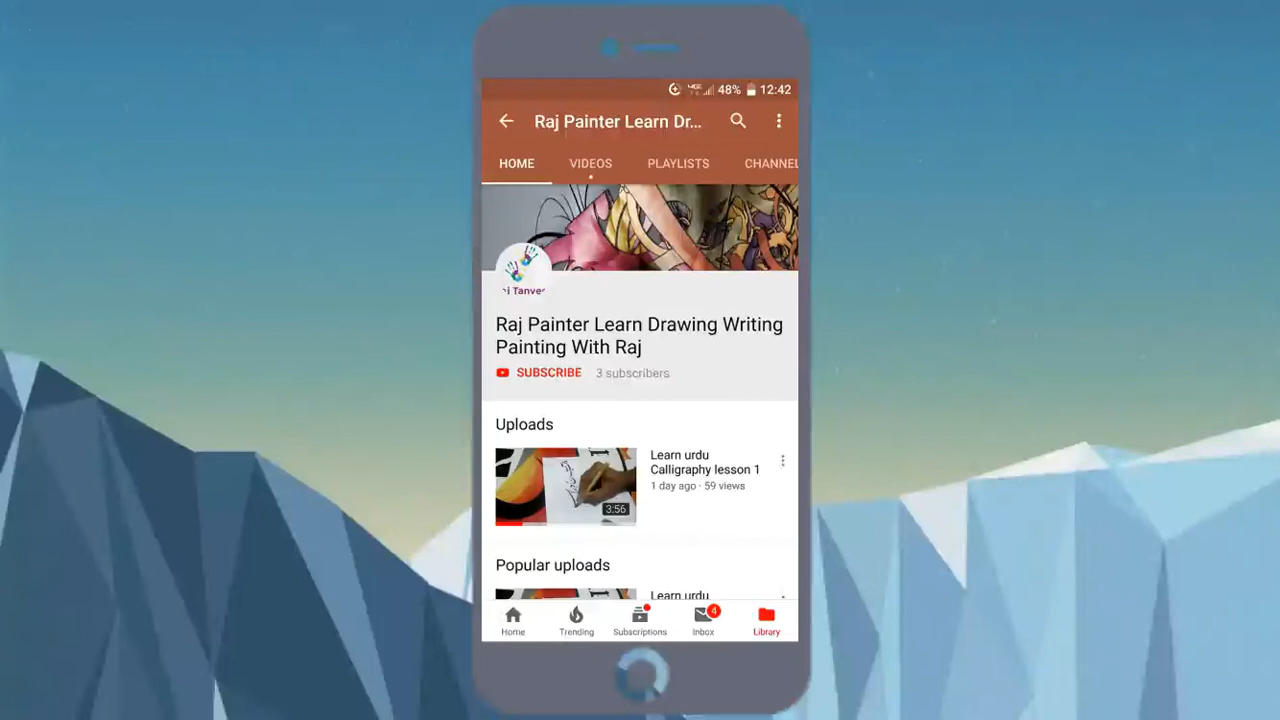 48% 12:42
Raj Painter Learn Dr...
HOME VIDEOS PLAYLISTS CHANNEL
Raj Painter Learn Drawing Writing
Painting With Raj
SUBSCRIBE 3 subscribers
Uploads
Learn urdu
Calligraphy lesson 1
1 day ago · 59 views
3:56
Popular uploads
Learn urdu
4
Home Trending Subscriptions Inbox Library